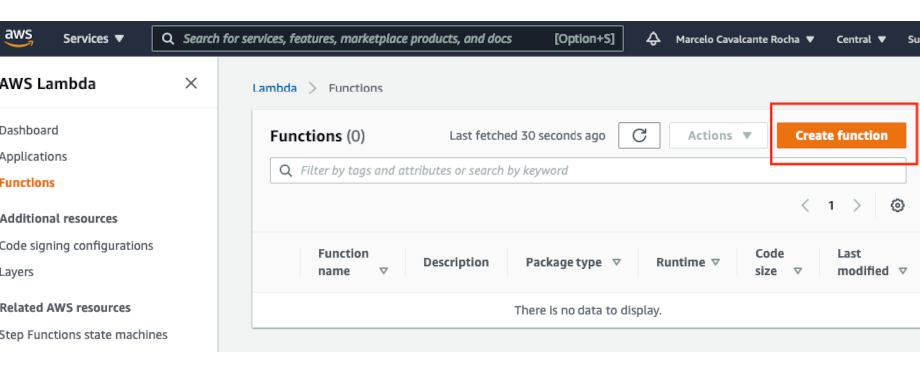 aws Services ▼ Search for services, features, marketplace products, and docs [Option+S] Marcelo Cavalcante Rocha ▼ Central ▼ Su
AWS Lambda ×
Dashboard
Applications
Functions
Additional resources
Code signing configurations
Layers
Related AWS resources
Step Functions state machines
Lambda > Functions
Functions (0) Last fetched 30 seconds ago Actions ▼ Create function
Filter by tags and attributes or search by keyword
< 1 >
Function name Description Package type Runtime Code size Last modified
There is no data to display.